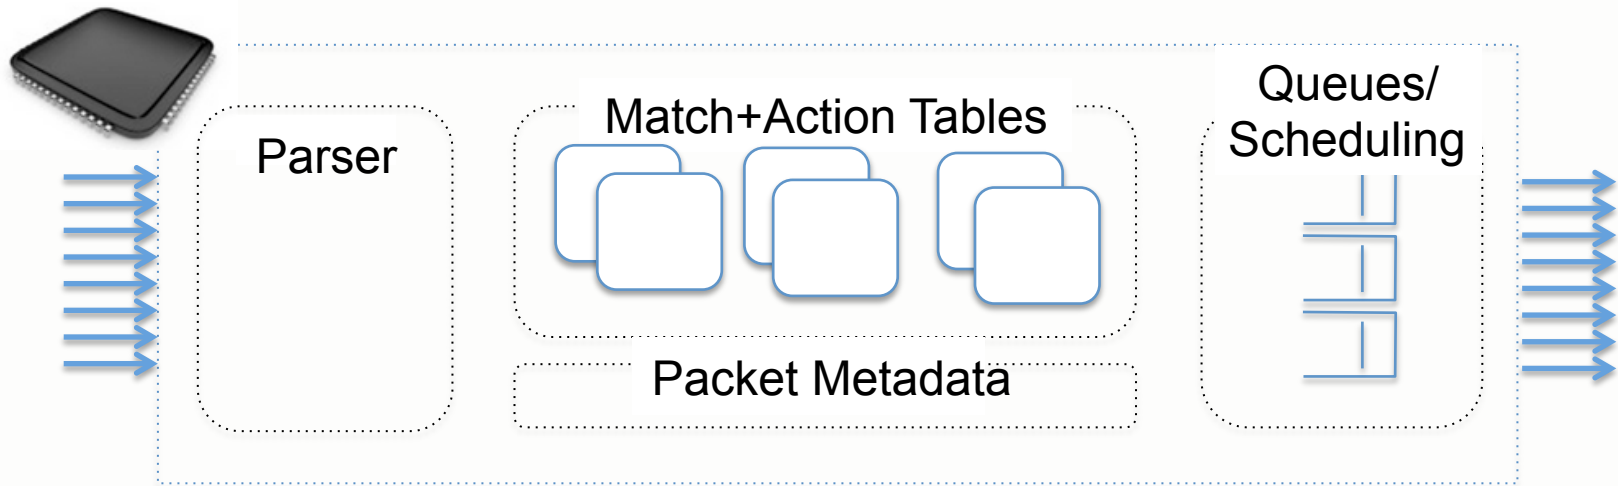 Parser
Match+Action Tables
Packet Metadata
Queues/
Scheduling